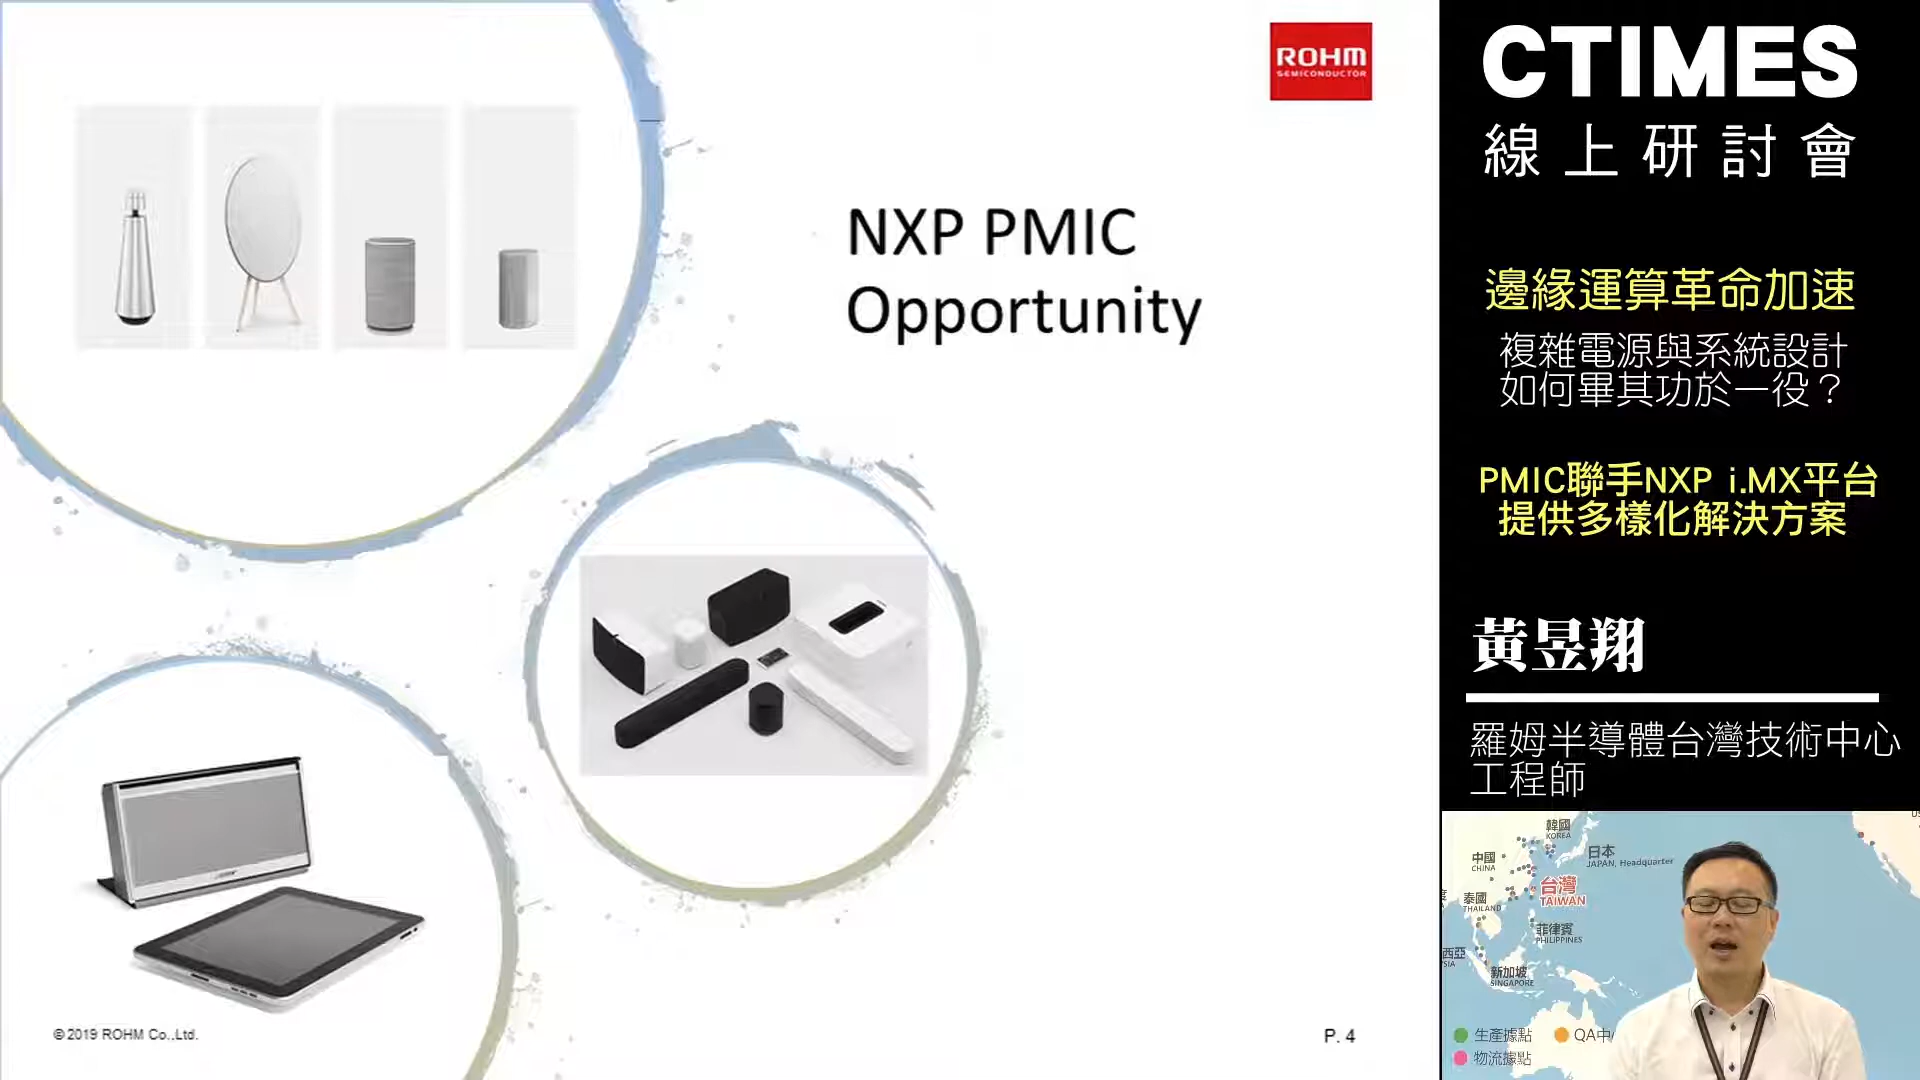 ROHM
SEMICONDUCTOR
NXP PMIC
Opportunity
©2019 ROHM Co.,Ltd.
P. 4
CTIMES
線上研討會
邊緣運算革命加速
複雜電源與系統設計
如何畢其功於一役？
PMIC聯手NXP i.MX平台
提供多樣化解決方案
黃昱翔
羅姆半導體台灣技術中心
工程師
韓國
KOREA
中國
CHINA
日本
JAPAN, Headquarter
台灣
TAIWAN
泰國
THAILAND
菲律賓
PHILIPPINES
西亞
SIA
新加坡
SINGAPORE
生產據點
QA中
物流據點